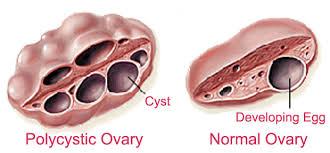 Cyst
Developing Egg
Polycystic Ovary
Normal Ovary